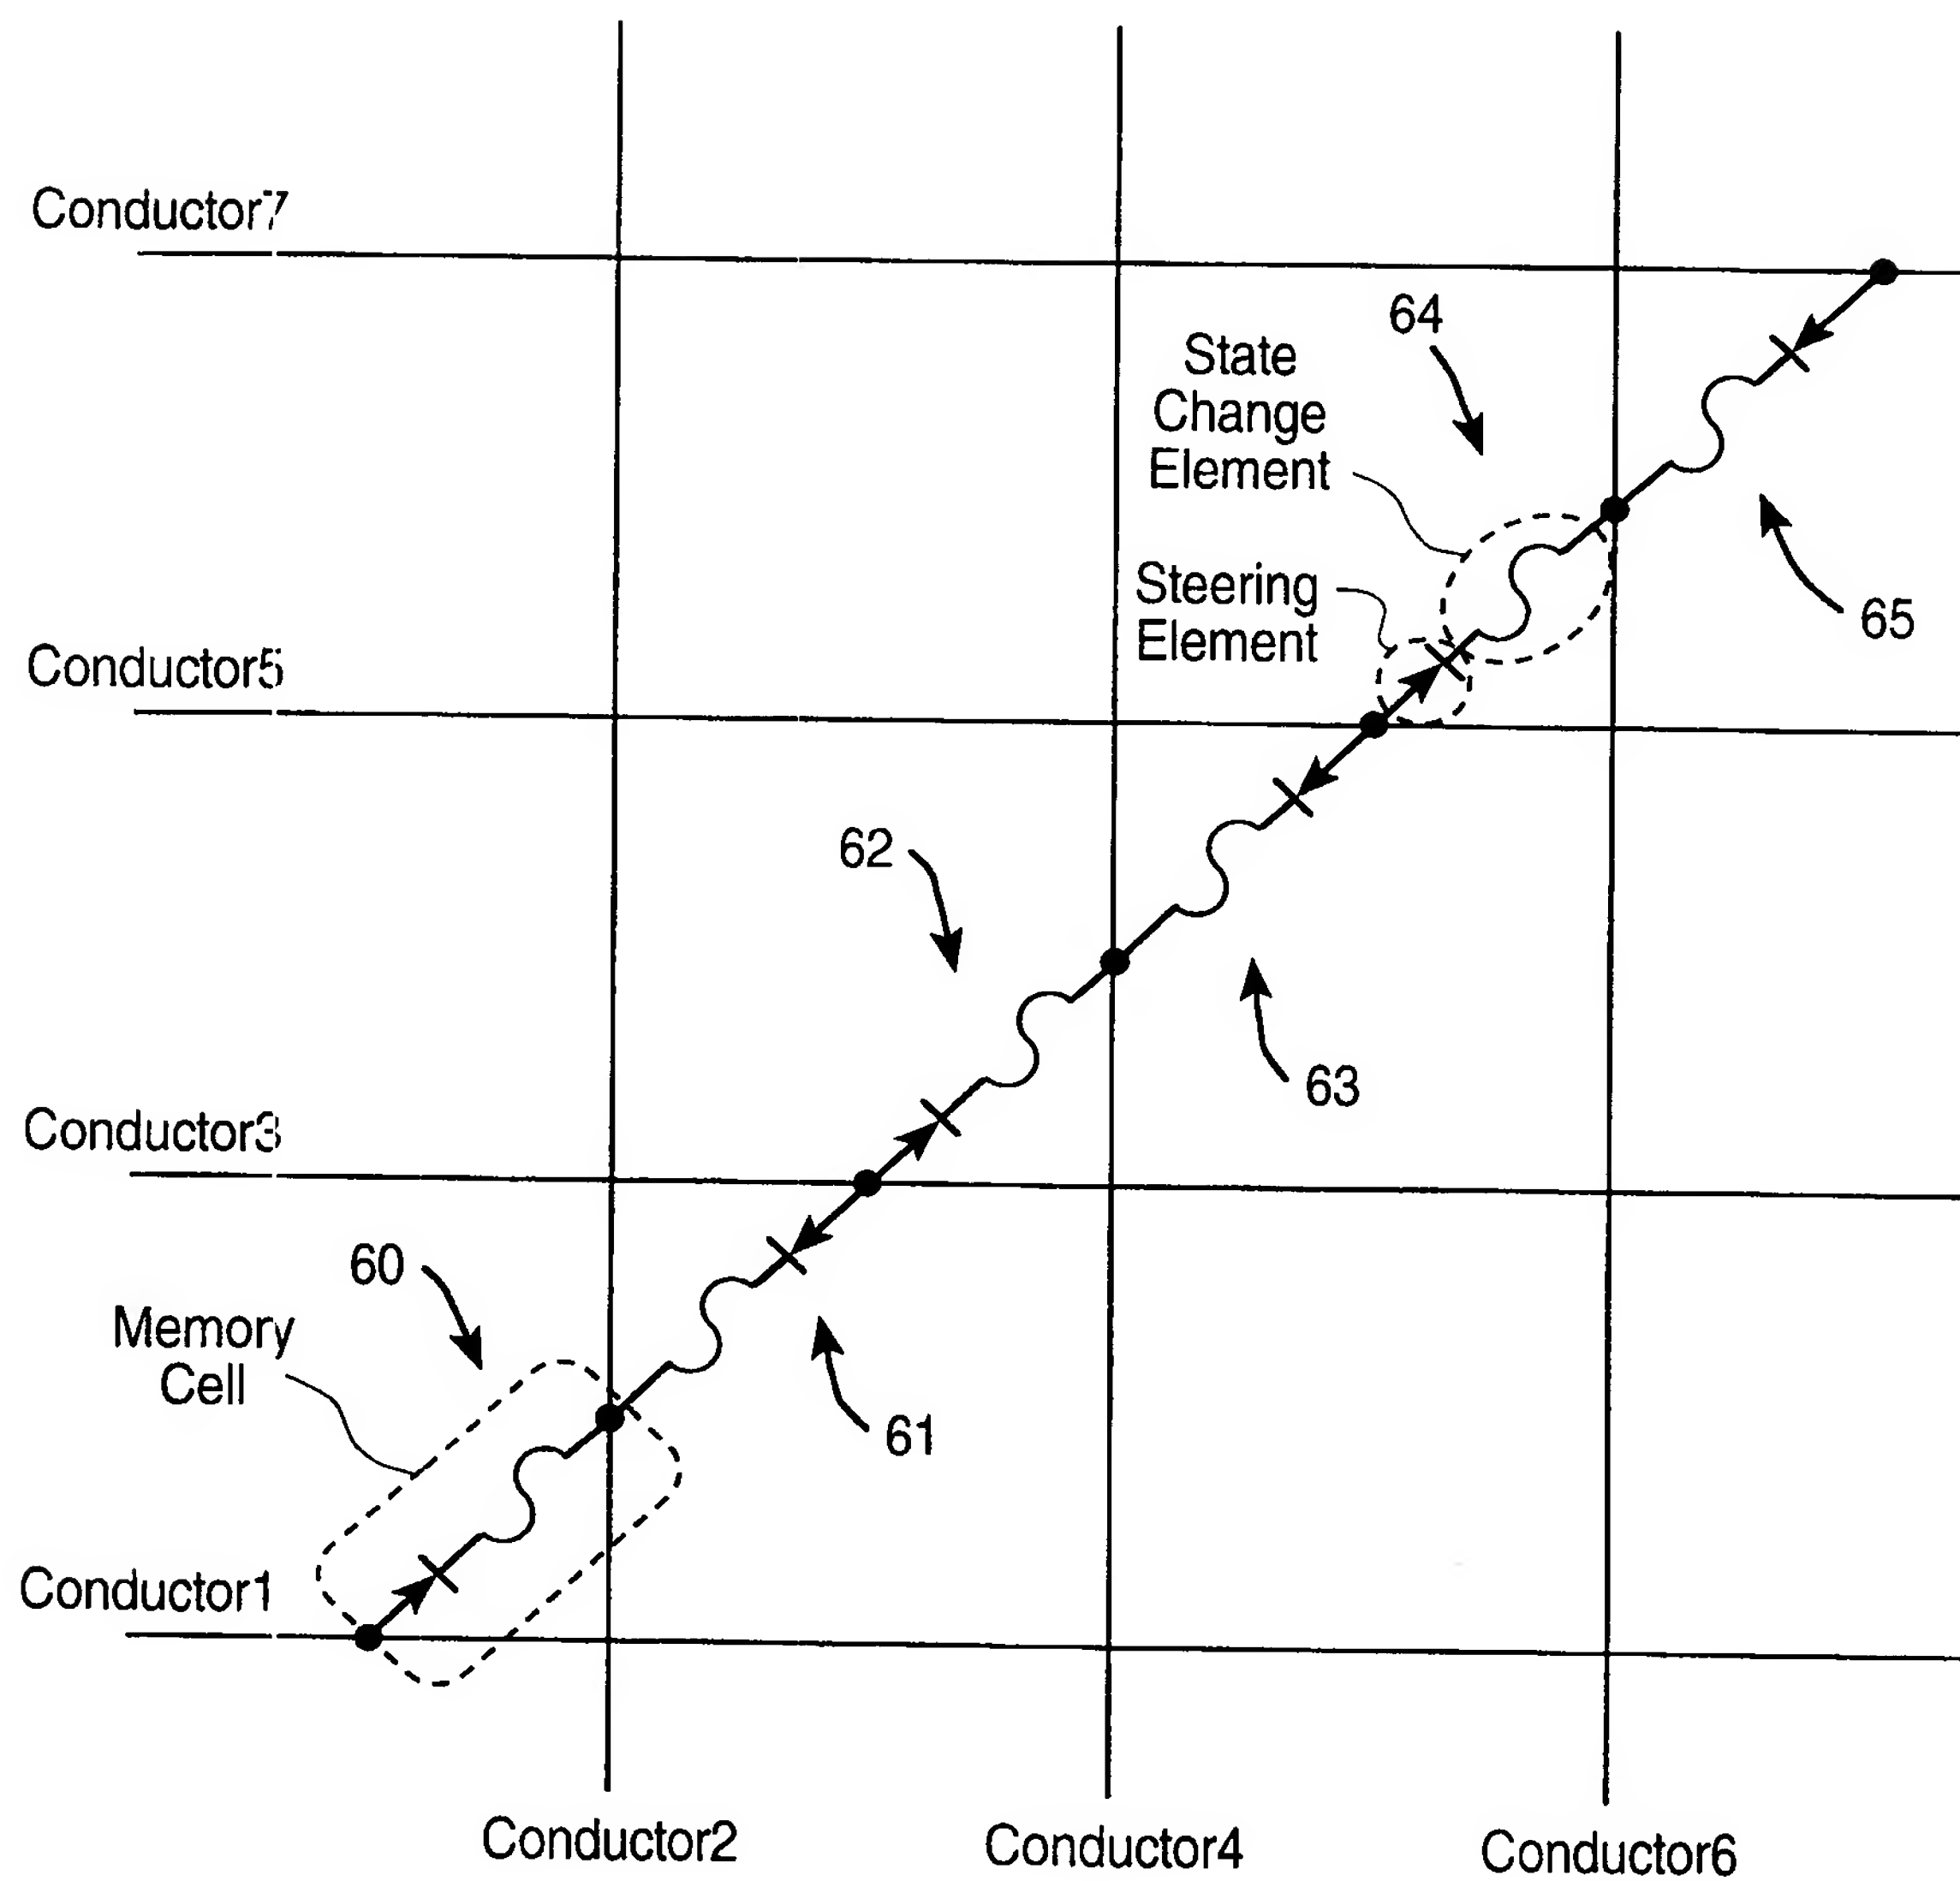 Conductor7
64
State
Change
Element
65
Steering
Element
Conductor5
62
63
Conductor3
60
Memory
Cell
61
Conductor1
Conductor2
Conductor4
Conductor6